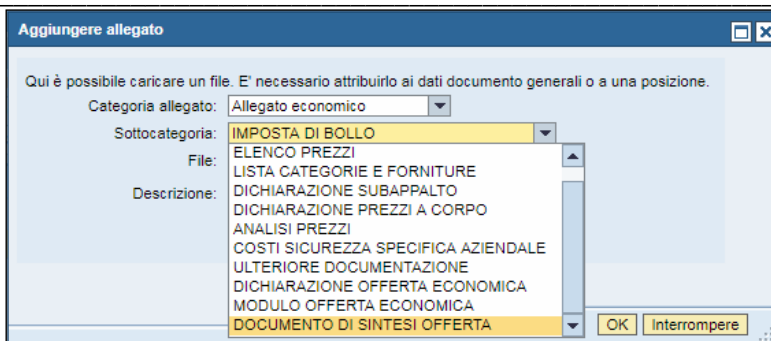 Aggiungere allegato
Qui è possibile caricare un file. E' necessario attribuirlo ai dati documento generali o a una posizione.
Categoria allegato: Allegato economico
Sottocategoria: IMPOSTA DI BOLLO
File:
Descrizione:
ELENCO PREZZI
LISTA CATEGORIE E FORNITURE
DICHIARAZIONE SUBAPPALTO
DICHIARAZIONE PREZZI A CORPO
ANALISI PREZZI
COSTI SICUREZZA SPECIFICA AZIENDALE
ULTERIORE DOCUMENTAZIONE
DICHIARAZIONE OFFERTA ECONOMICA
MODULO OFFERTA ECONOMICA
DOCUMENTO DI SINTESI OFFERTA
OK Interrompere